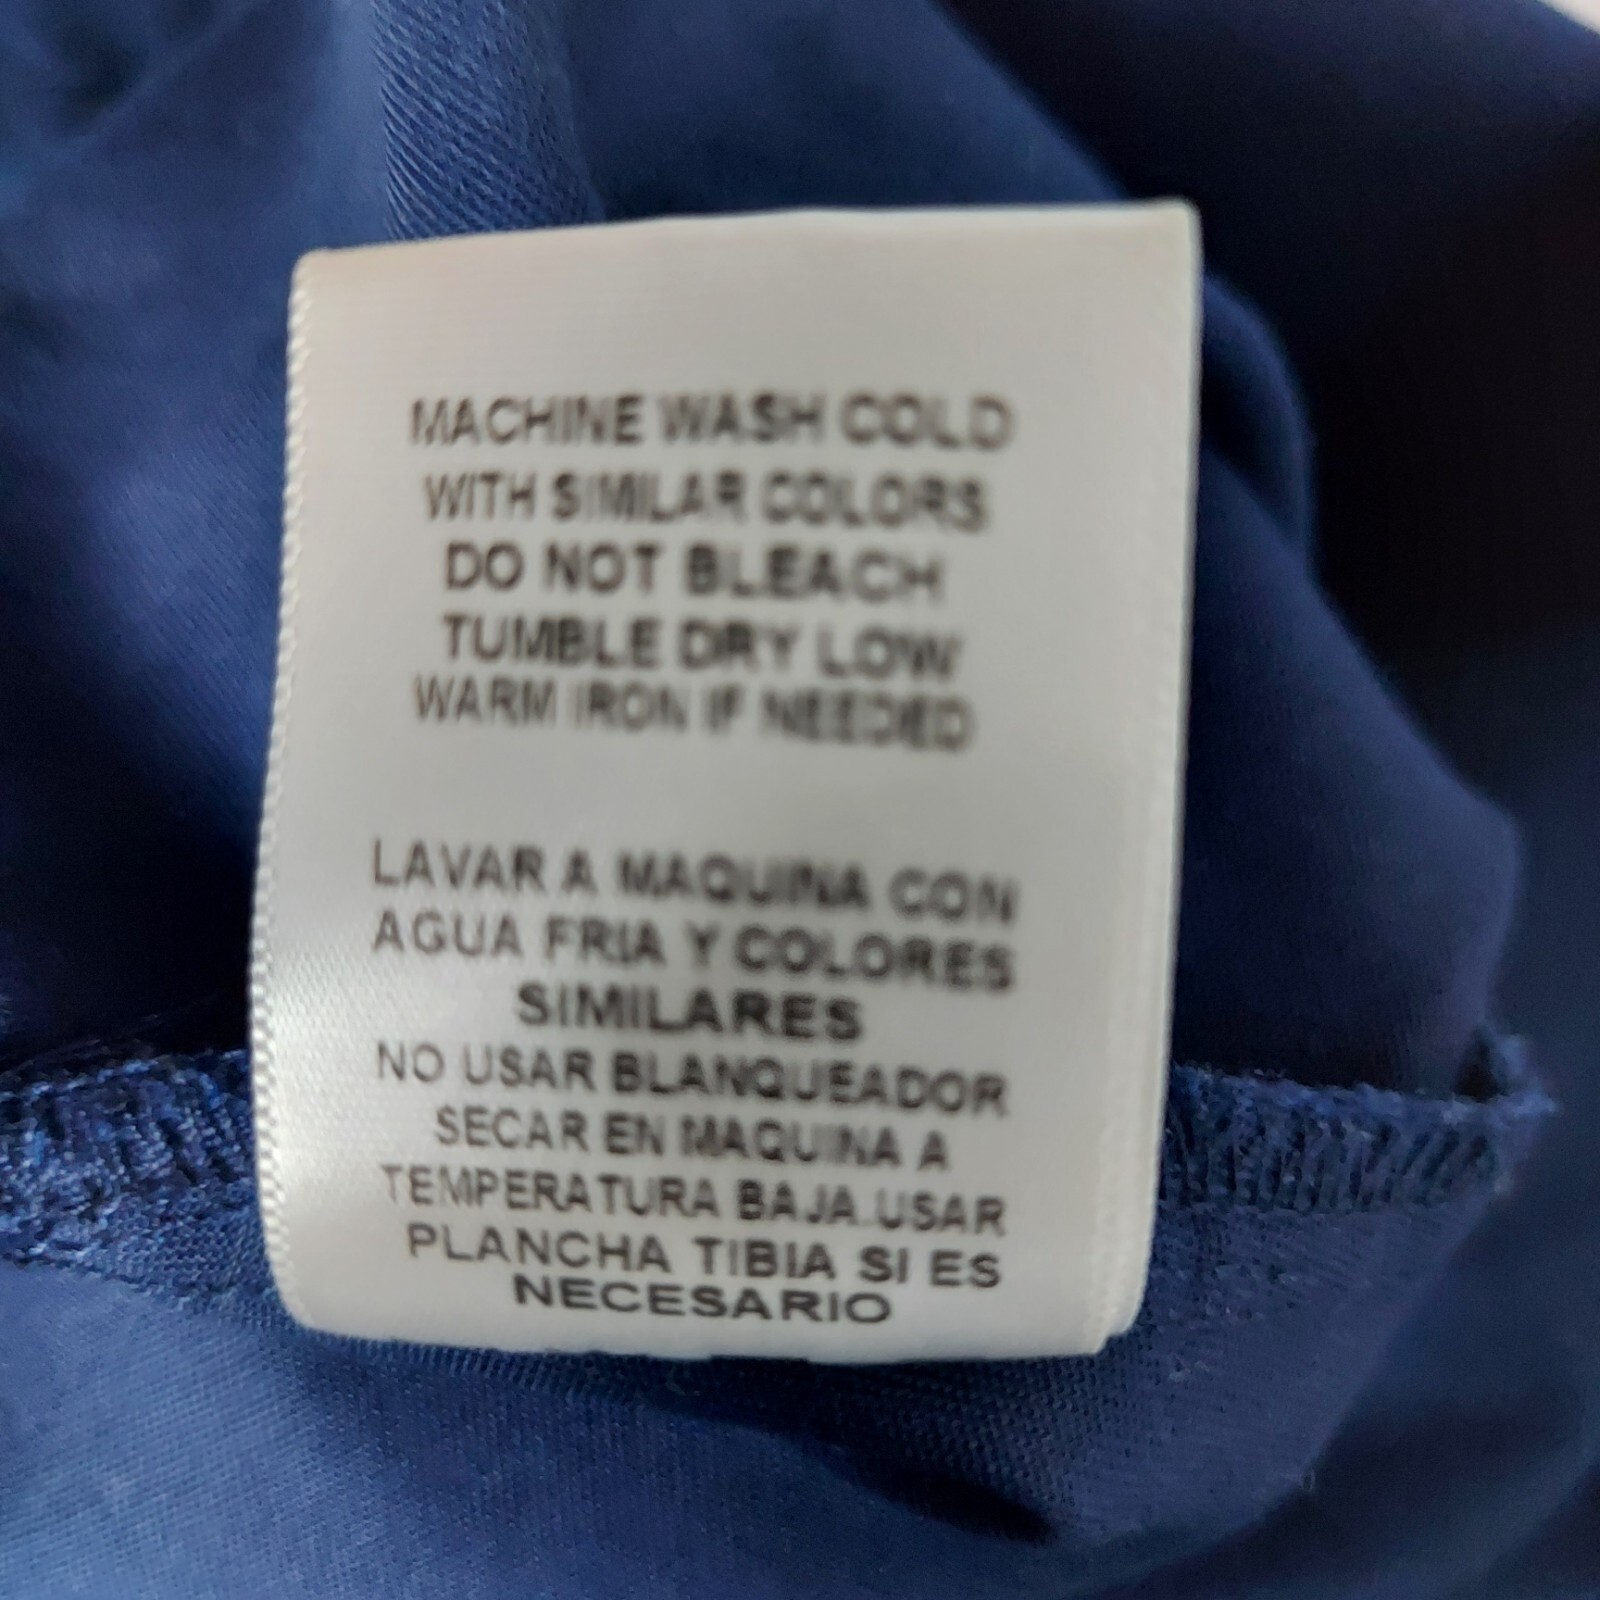 MACHINE WASH COLD
WITH SIMILAR COLORS
DO NOT BLEACH
TUMBLE DRY LOW
WARM IRON IF NEEDED
LAVAR A MAQUINA CON
AGUA FRIA Y COLORES
SIMILARES
NO USAR BLANQUEADOR
SECAR EN MAQUINA A
TEMPERATURA BAJA.USAR
PLANCHA TIBIA SI ES
NECESARIO